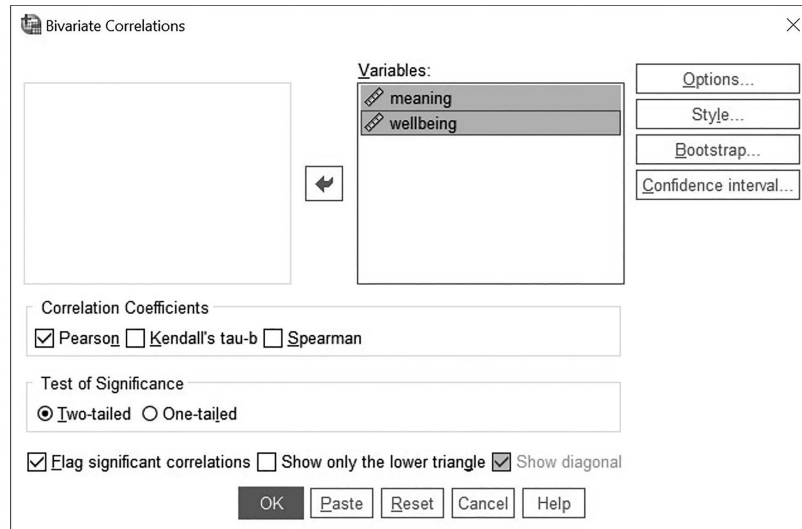 Bivariate Correlations
Variables:
meaning
wellbeing
Options...
Style...
Bootstrap...
Confidence interval...
Correlation Coefficients
Pearson Kendall's tau-b Spearman
Test of Significance
Two-tailed One-tailed
Flag significant correlations Show only the lower triangle Show diagonal
OK Paste Reset Cancel Help